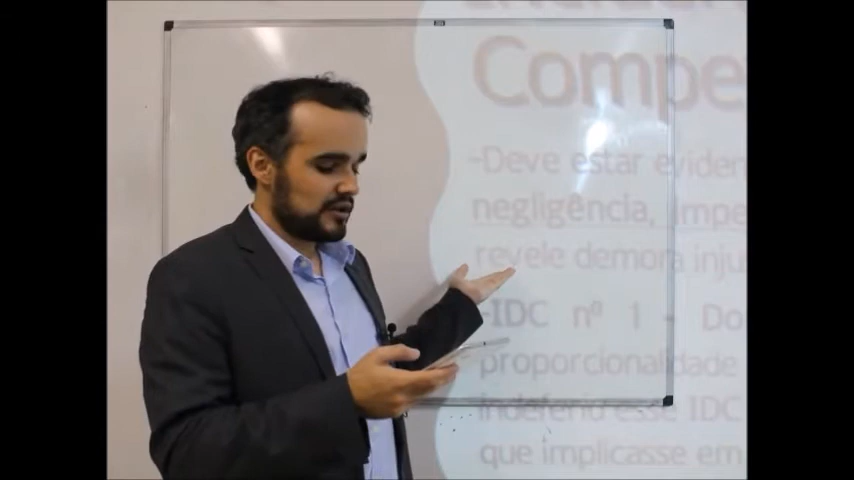 Compe
-Deve estar eviden
negligência, impe
revele demora inju
-IDC nº 1 - Do
proporcionalidade
indeferiu esse IDC
que implicasse em